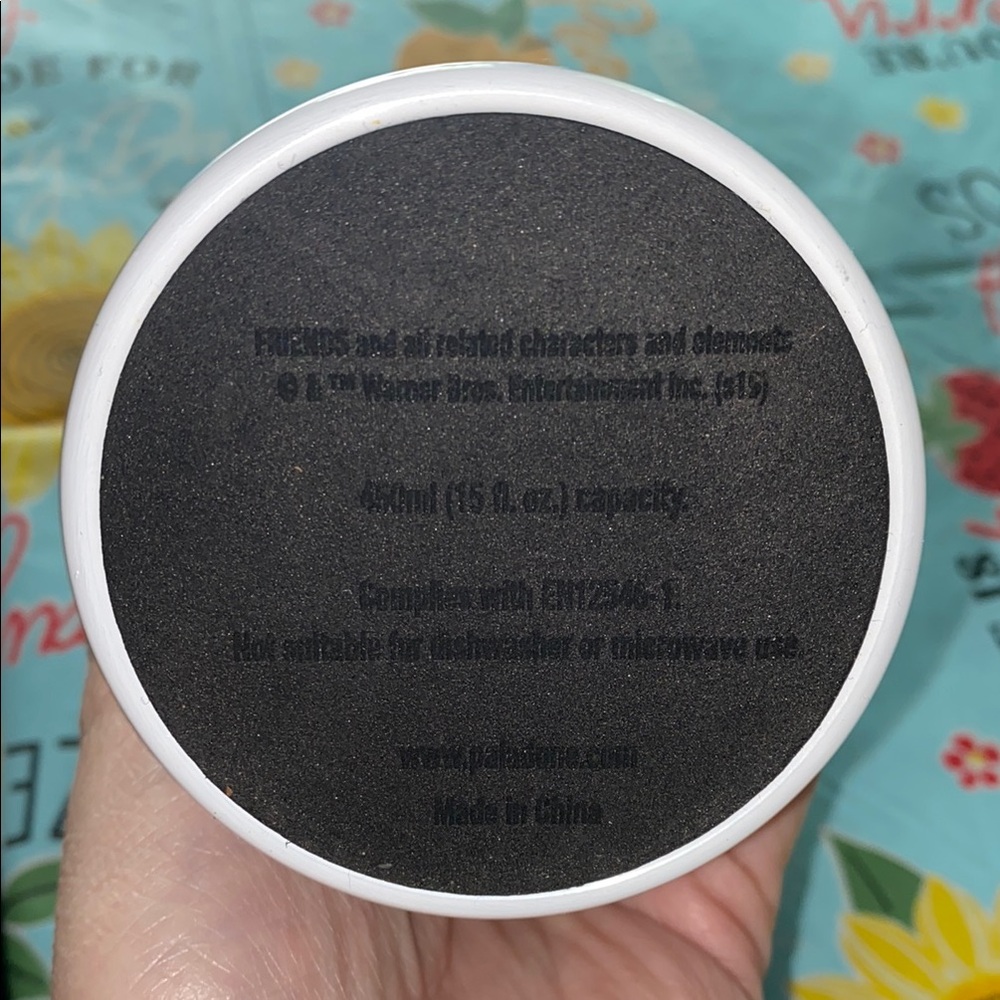 FRIENDS and all related characters and elements
© & ™ Warner Bros. Entertainment Inc. (s16)
450ml (15 fl. oz.) capacity.
Complies with EN12546-1.
Not suitable for dishwasher or microwave use.
www.paladone.com
Made in China